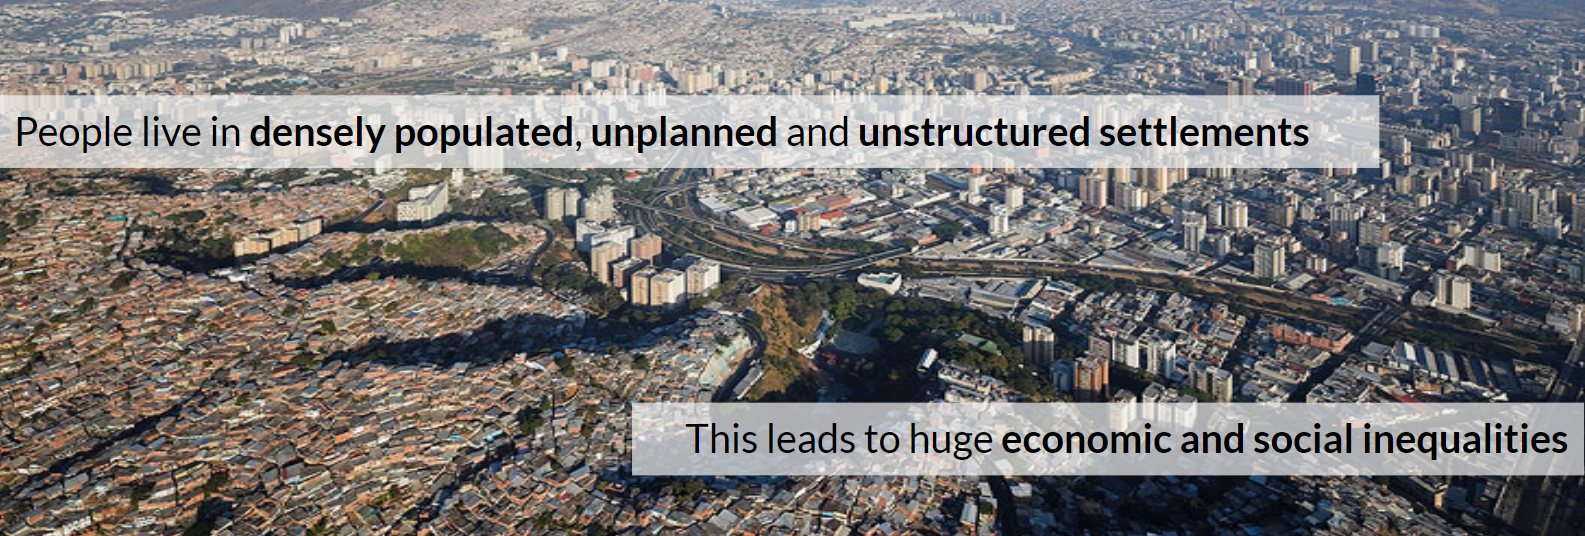 People live in densely populated, unplanned and unstructured settlements
This leads to huge economic and social inequalities